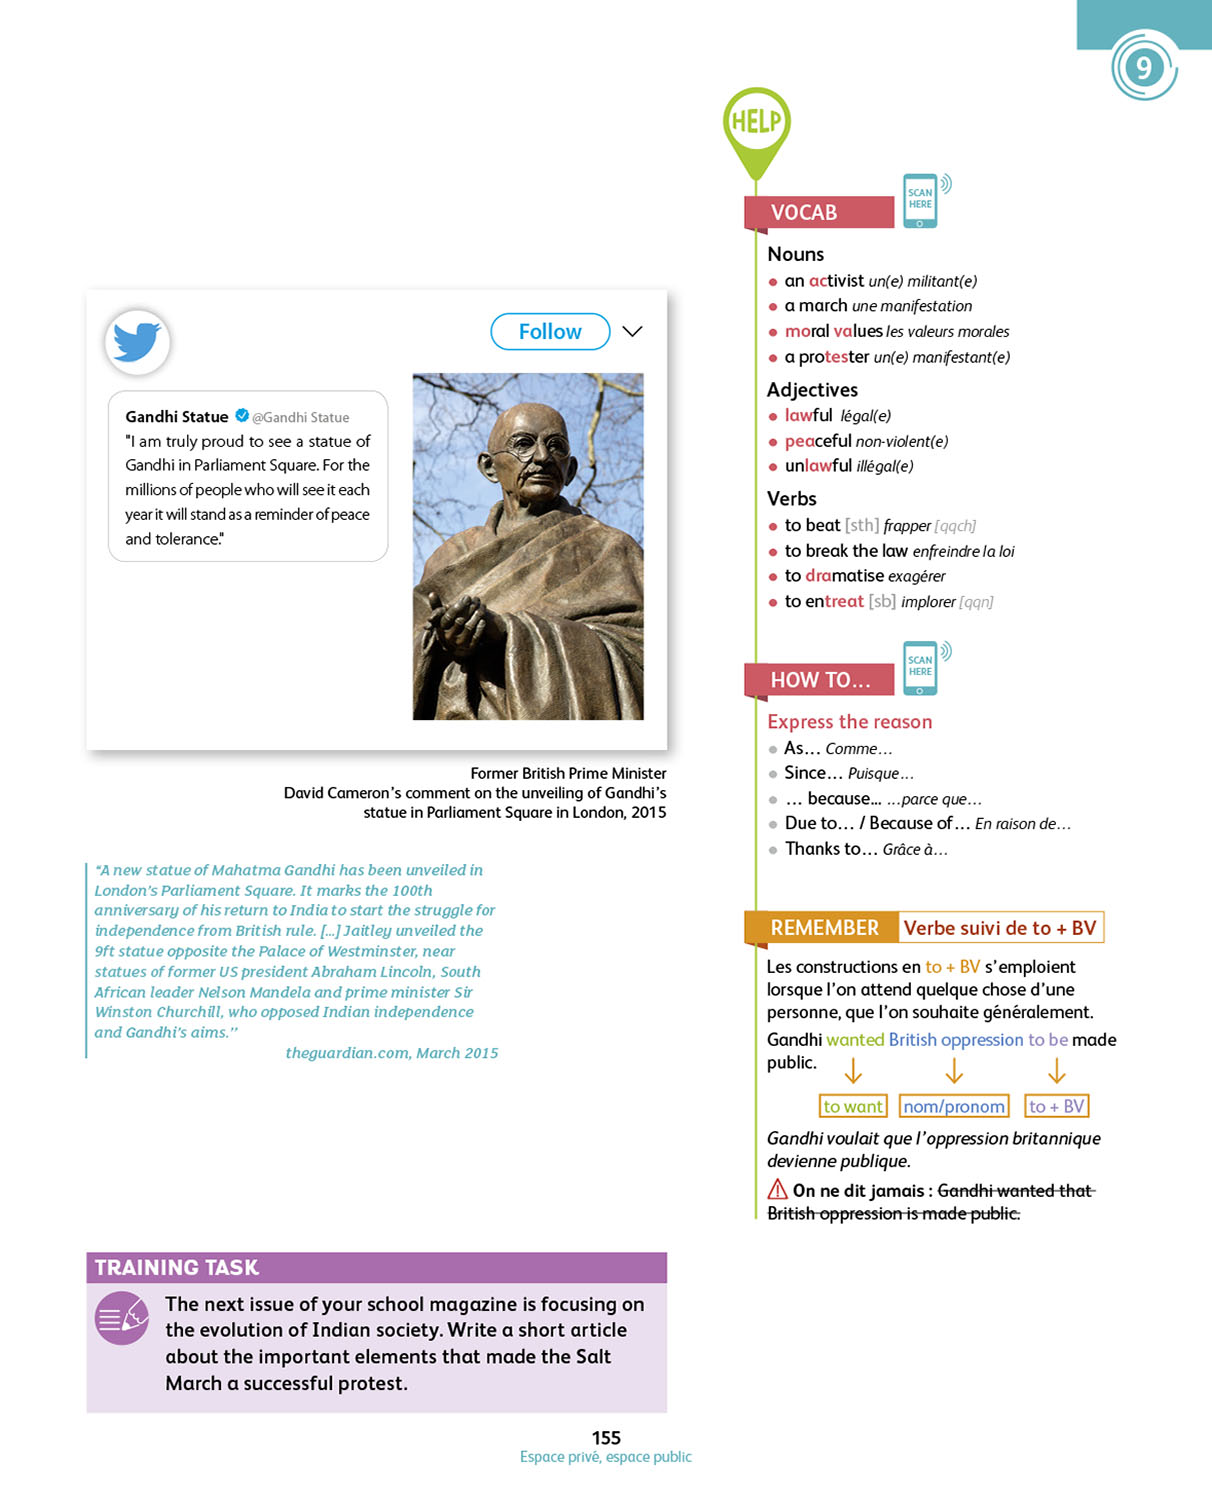 9
Follow
Gandhi Statue @Gandhi Statue
"I am truly proud to see a statue of
Gandhi in Parliament Square. For the
millions of people who will see it each
year it will stand as a reminder of peace
and tolerance."
Former British Prime Minister
David Cameron's comment on the unveiling of Gandhi's
statue in Parliament Square in London, 2015
"A new statue of Mahatma Gandhi has been unveiled in
London's Parliament Square. It marks the 100th
anniversary of his return to India to start the struggle for
independence from British rule. [...] Jaitley unveiled the
9ft statue opposite the Palace of Westminster, near
statues of former US president Abraham Lincoln, South
African leader Nelson Mandela and prime minister Sir
Winston Churchill, who opposed Indian independence
and Gandhi's aims."
theguardian.com, March 2015
TRAINING TASK
The next issue of your school magazine is focusing on
the evolution of Indian society. Write a short article
about the important elements that made the Salt
March a successful protest.
HELP
VOCAB
SCAN
HERE
Nouns
• an activist un(e) militant(e)
• a march une manifestation
• moral values les valeurs morales
• a protester un(e) manifestant(e)
Adjectives
• lawful légal(e)
• peaceful non-violent(e)
• unlawful illégal(e)
Verbs
• to beat [sth] frapper [qqch]
• to break the law enfreindre la loi
• to dramatise exagérer
• to entreat [sb] implorer [qqn]
HOW TO...
SCAN
HERE
Express the reason
• As... Comme...
• Since... Puisque...
• ... because... ...parce que...
• Due to... / Because of... En raison de...
• Thanks to... Grâce à...
REMEMBER Verbe suivi de to + BV
Les constructions en to + BV s'emploient
lorsque l'on attend quelque chose d'une
personne, que l'on souhaite généralement.
Gandhi wanted British oppression to be made
public.
to want nom/pronom to + BV
Gandhi voulait que l'oppression britannique
devienne publique.
On ne dit jamais : Gandhi wanted that
British oppression is made public.
155
Espace privé, espace public